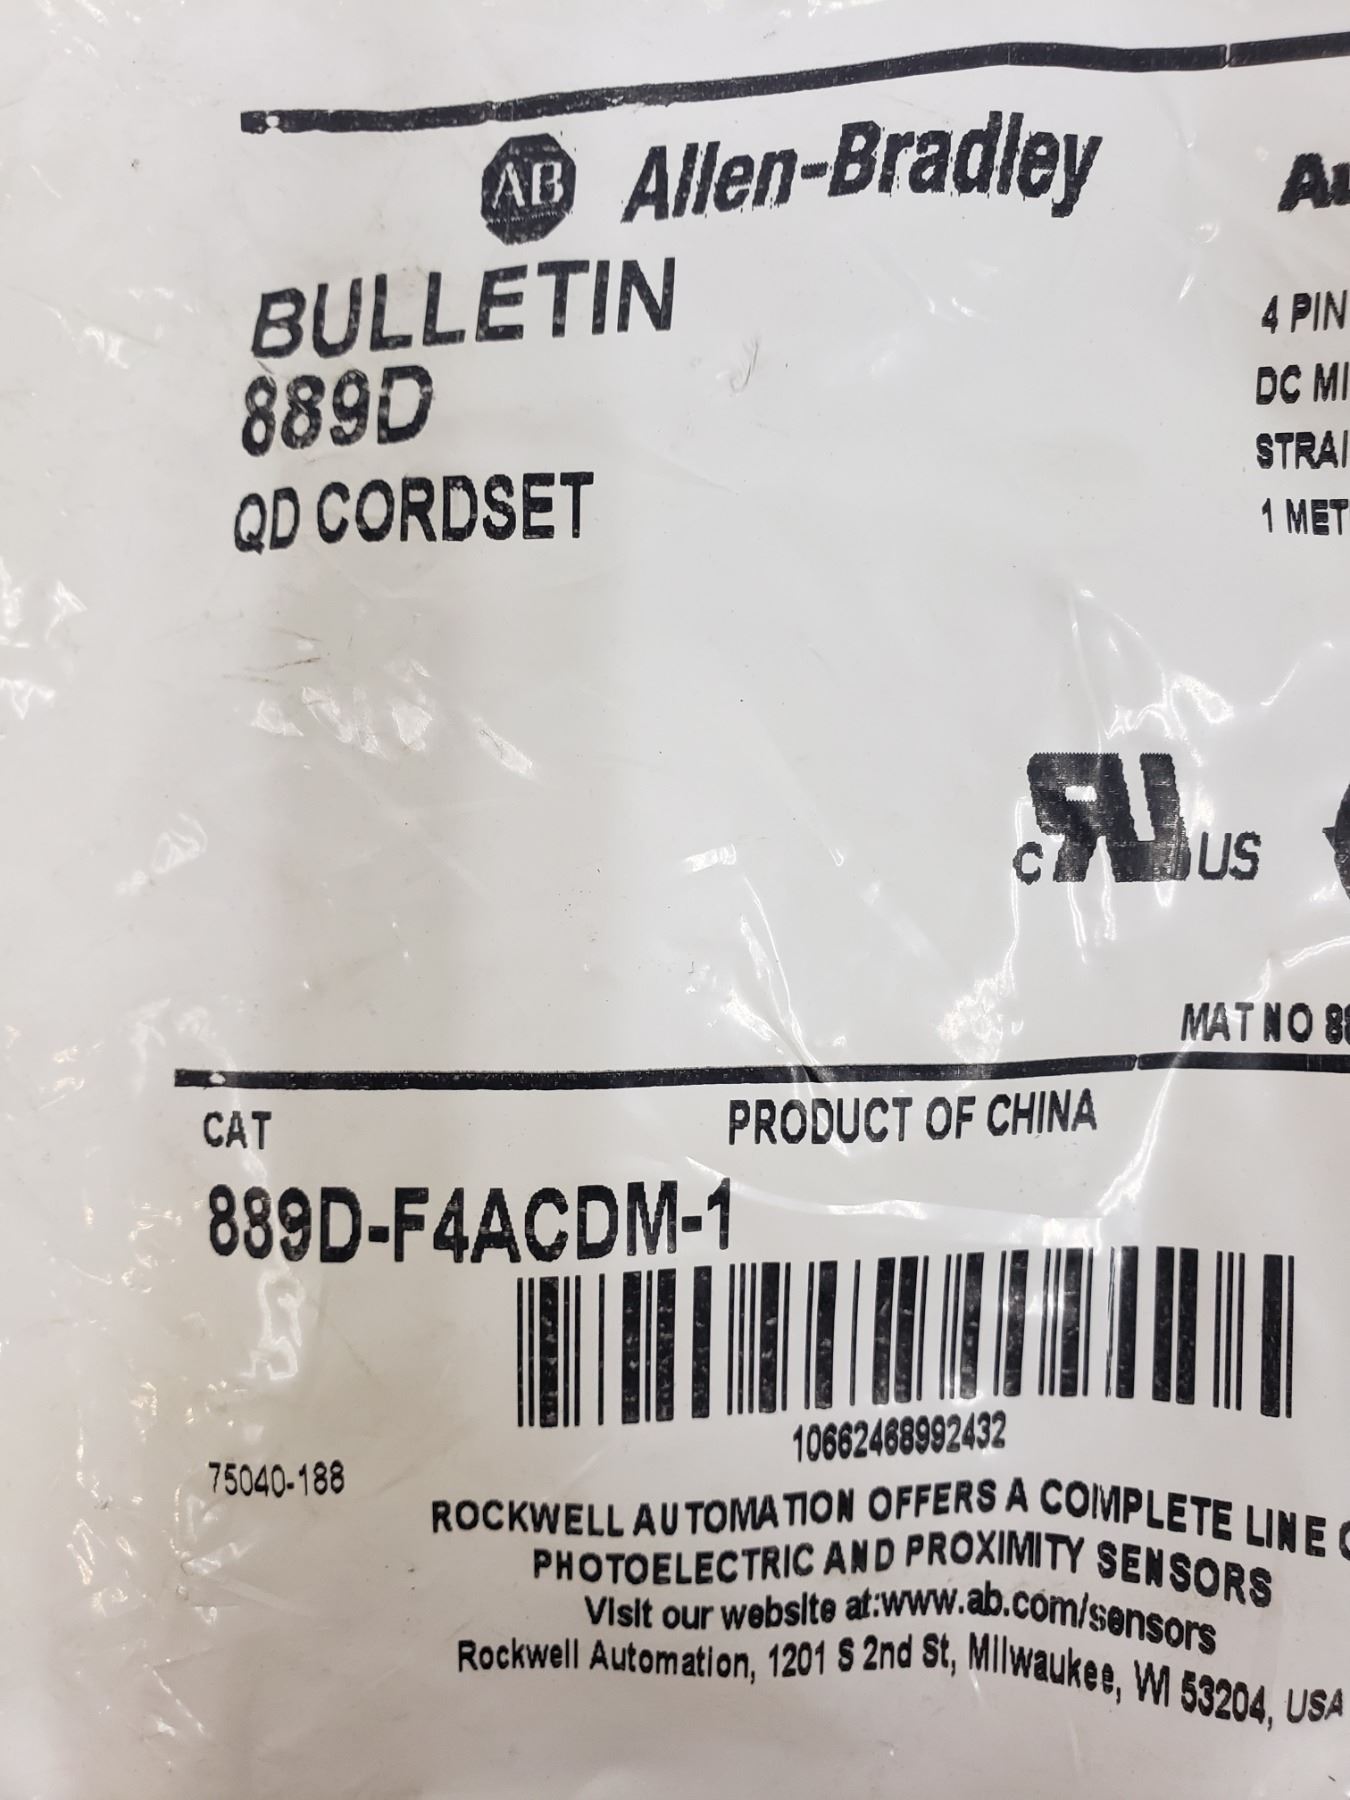 AB Allen-Bradley
BULLETIN
889D
QD CORDSET
4 PIN
DC MI
STRAI
1 MET
c US
MAT NO 88
CAT
PRODUCT OF CHINA
889D-F4ACDM-1
10662468992432
75040-188
ROCKWELL AUTOMATION OFFERS A COMPLETE LINE
PHOTOELECTRIC AND PROXIMITY SENSORS
Visit our website at:www.ab.com/sensors
Rockwell Automation, 1201 S 2nd St, Milwaukee, WI 53204, USA